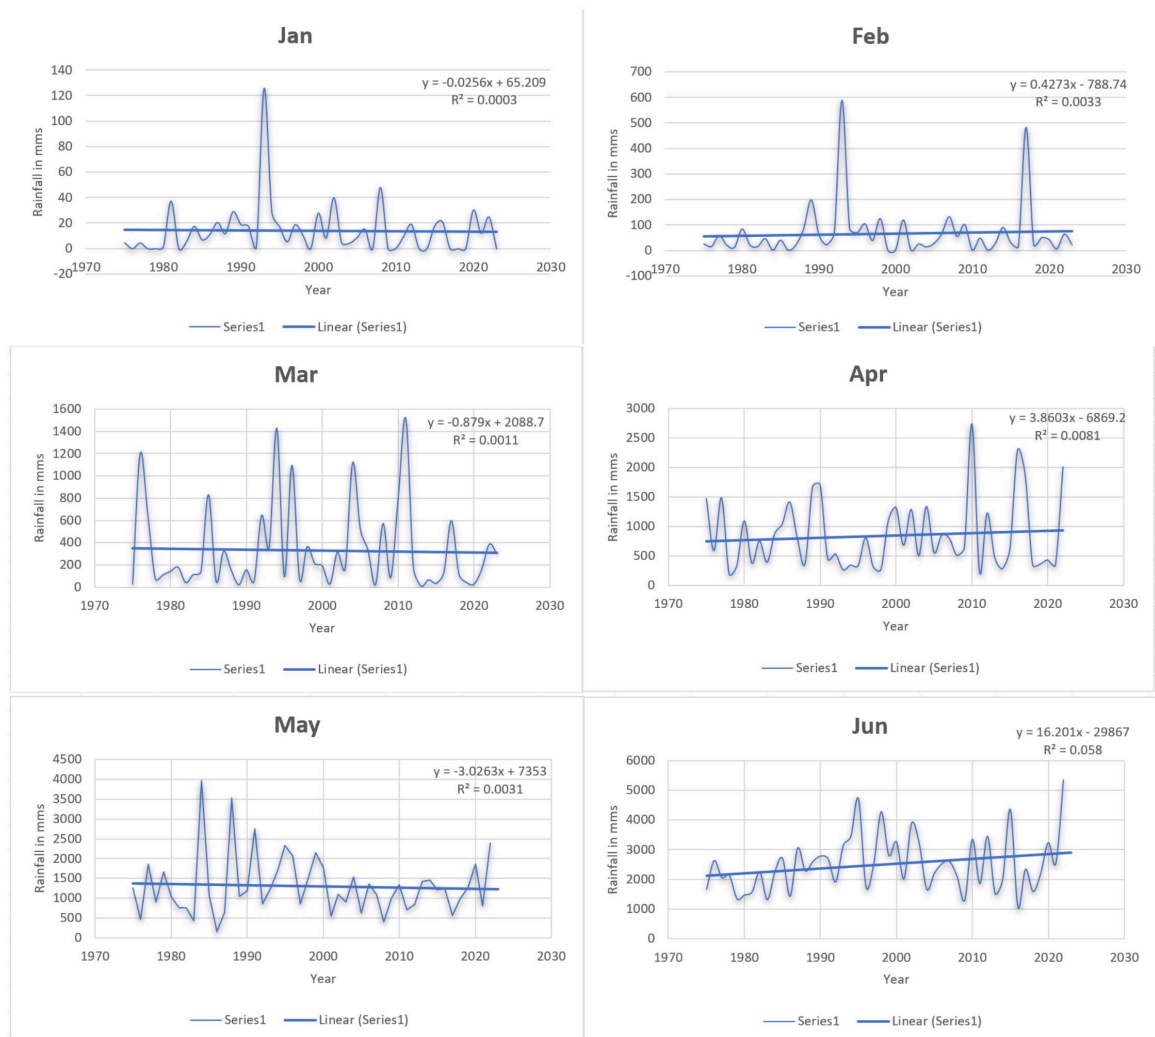 Jan
y = -0.0256x + 65.209
R² = 0.0003
Rainfall in mms
140
120
100
80
60
40
20
0
-20
1970 1980 1990 2000 2010 2020 2030
Year
Series1 Linear (Series1)
Feb
y = 0.4273x - 788.74
R² = 0.0033
Rainfall in mms
700
600
500
400
300
200
100
0
-100
1970 1980 1990 2000 2010 2020 2030
Year
Series1 Linear (Series1)
Mar
y = -0.879x + 2088.7
R² = 0.0011
Rainfall in mms
1600
1400
1200
1000
800
600
400
200
0
1970 1980 1990 2000 2010 2020 2030
Year
Series1 Linear (Series1)
Apr
y = 3.8603x - 6869.2
R² = 0.0081
Rainfall in mms
3000
2500
2000
1500
1000
500
0
1970 1980 1990 2000 2010 2020 2030
Year
Series1 Linear (Series1)
May
y = -3.0263x + 7353
R² = 0.0031
Rainfall in mms
4500
4000
3500
3000
2500
2000
1500
1000
500
0
1970 1980 1990 2000 2010 2020 2030
Year
Series1 Linear (Series1)
Jun
y = 16.201x - 29867
R² = 0.058
Rainfall in mms
6000
5000
4000
3000
2000
1000
0
1970 1980 1990 2000 2010 2020 2030
Year
Series1 Linear (Series1)